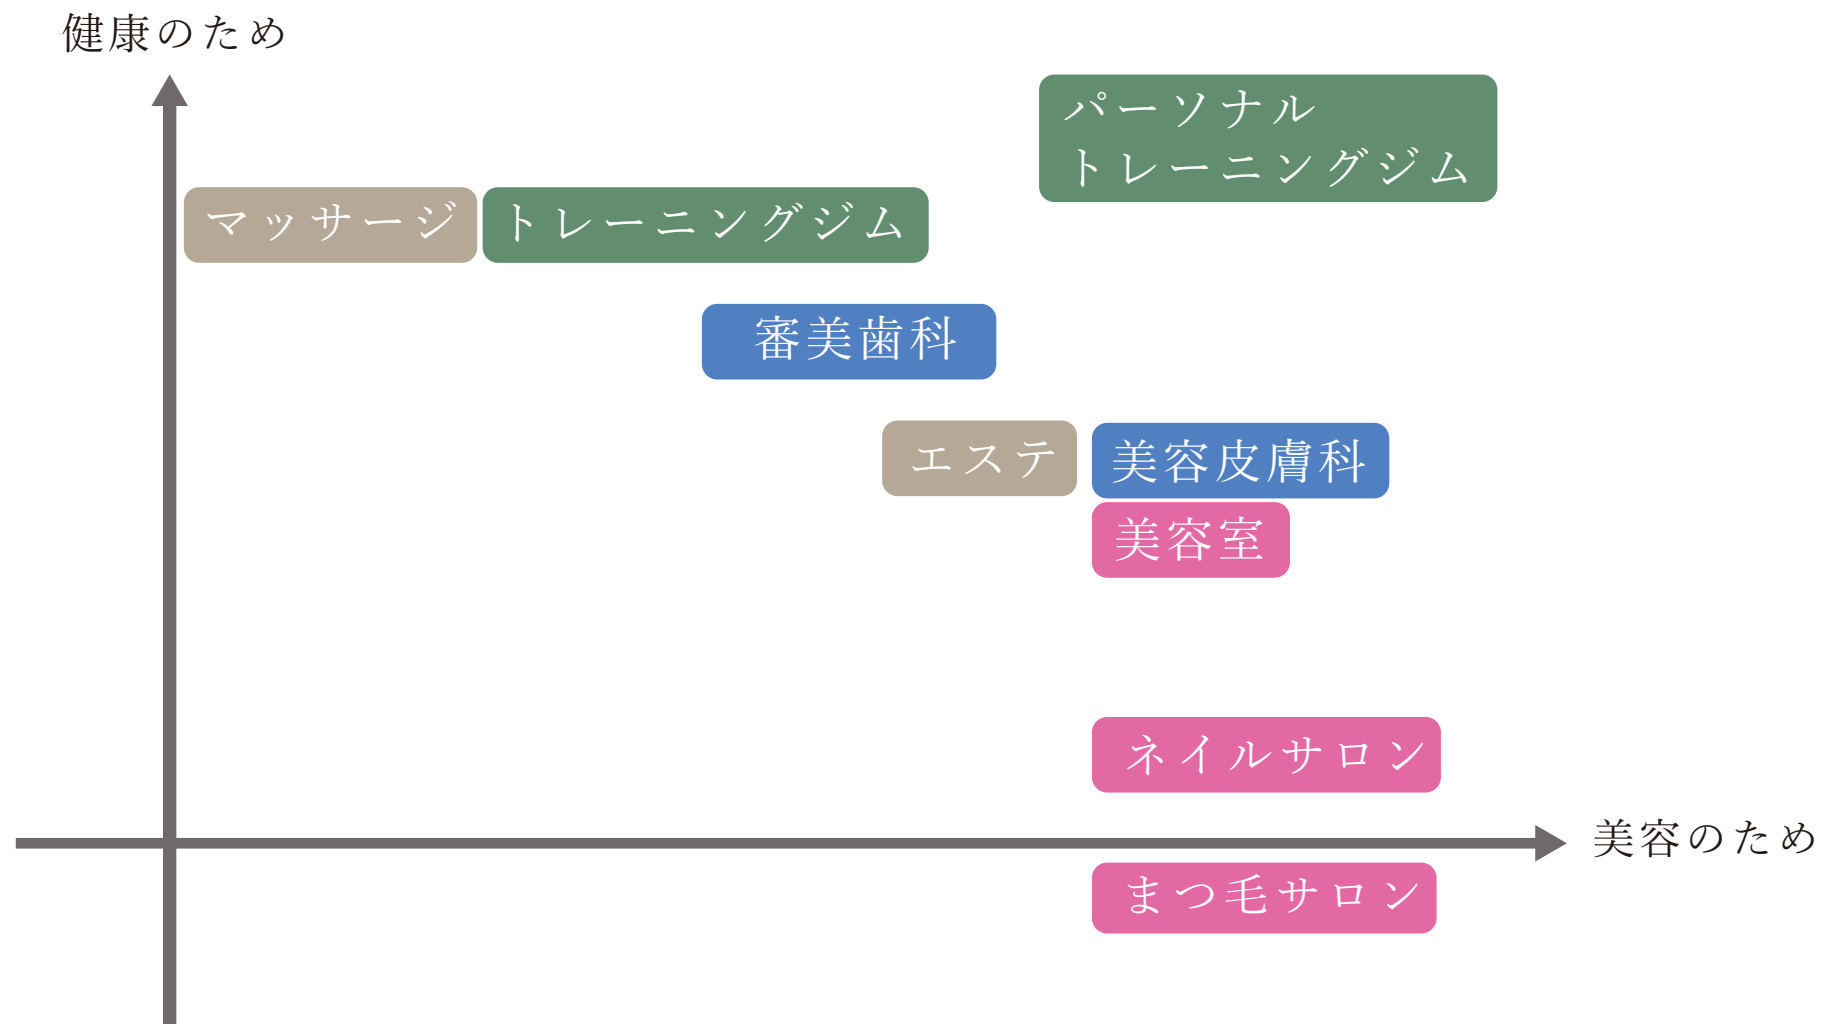 健康のため
パーソナル
トレーニングジム
マッサージ
トレーニングジム
審美歯科
エステ
美容皮膚科
美容室
ネイルサロン
美容のため
まつ毛サロン